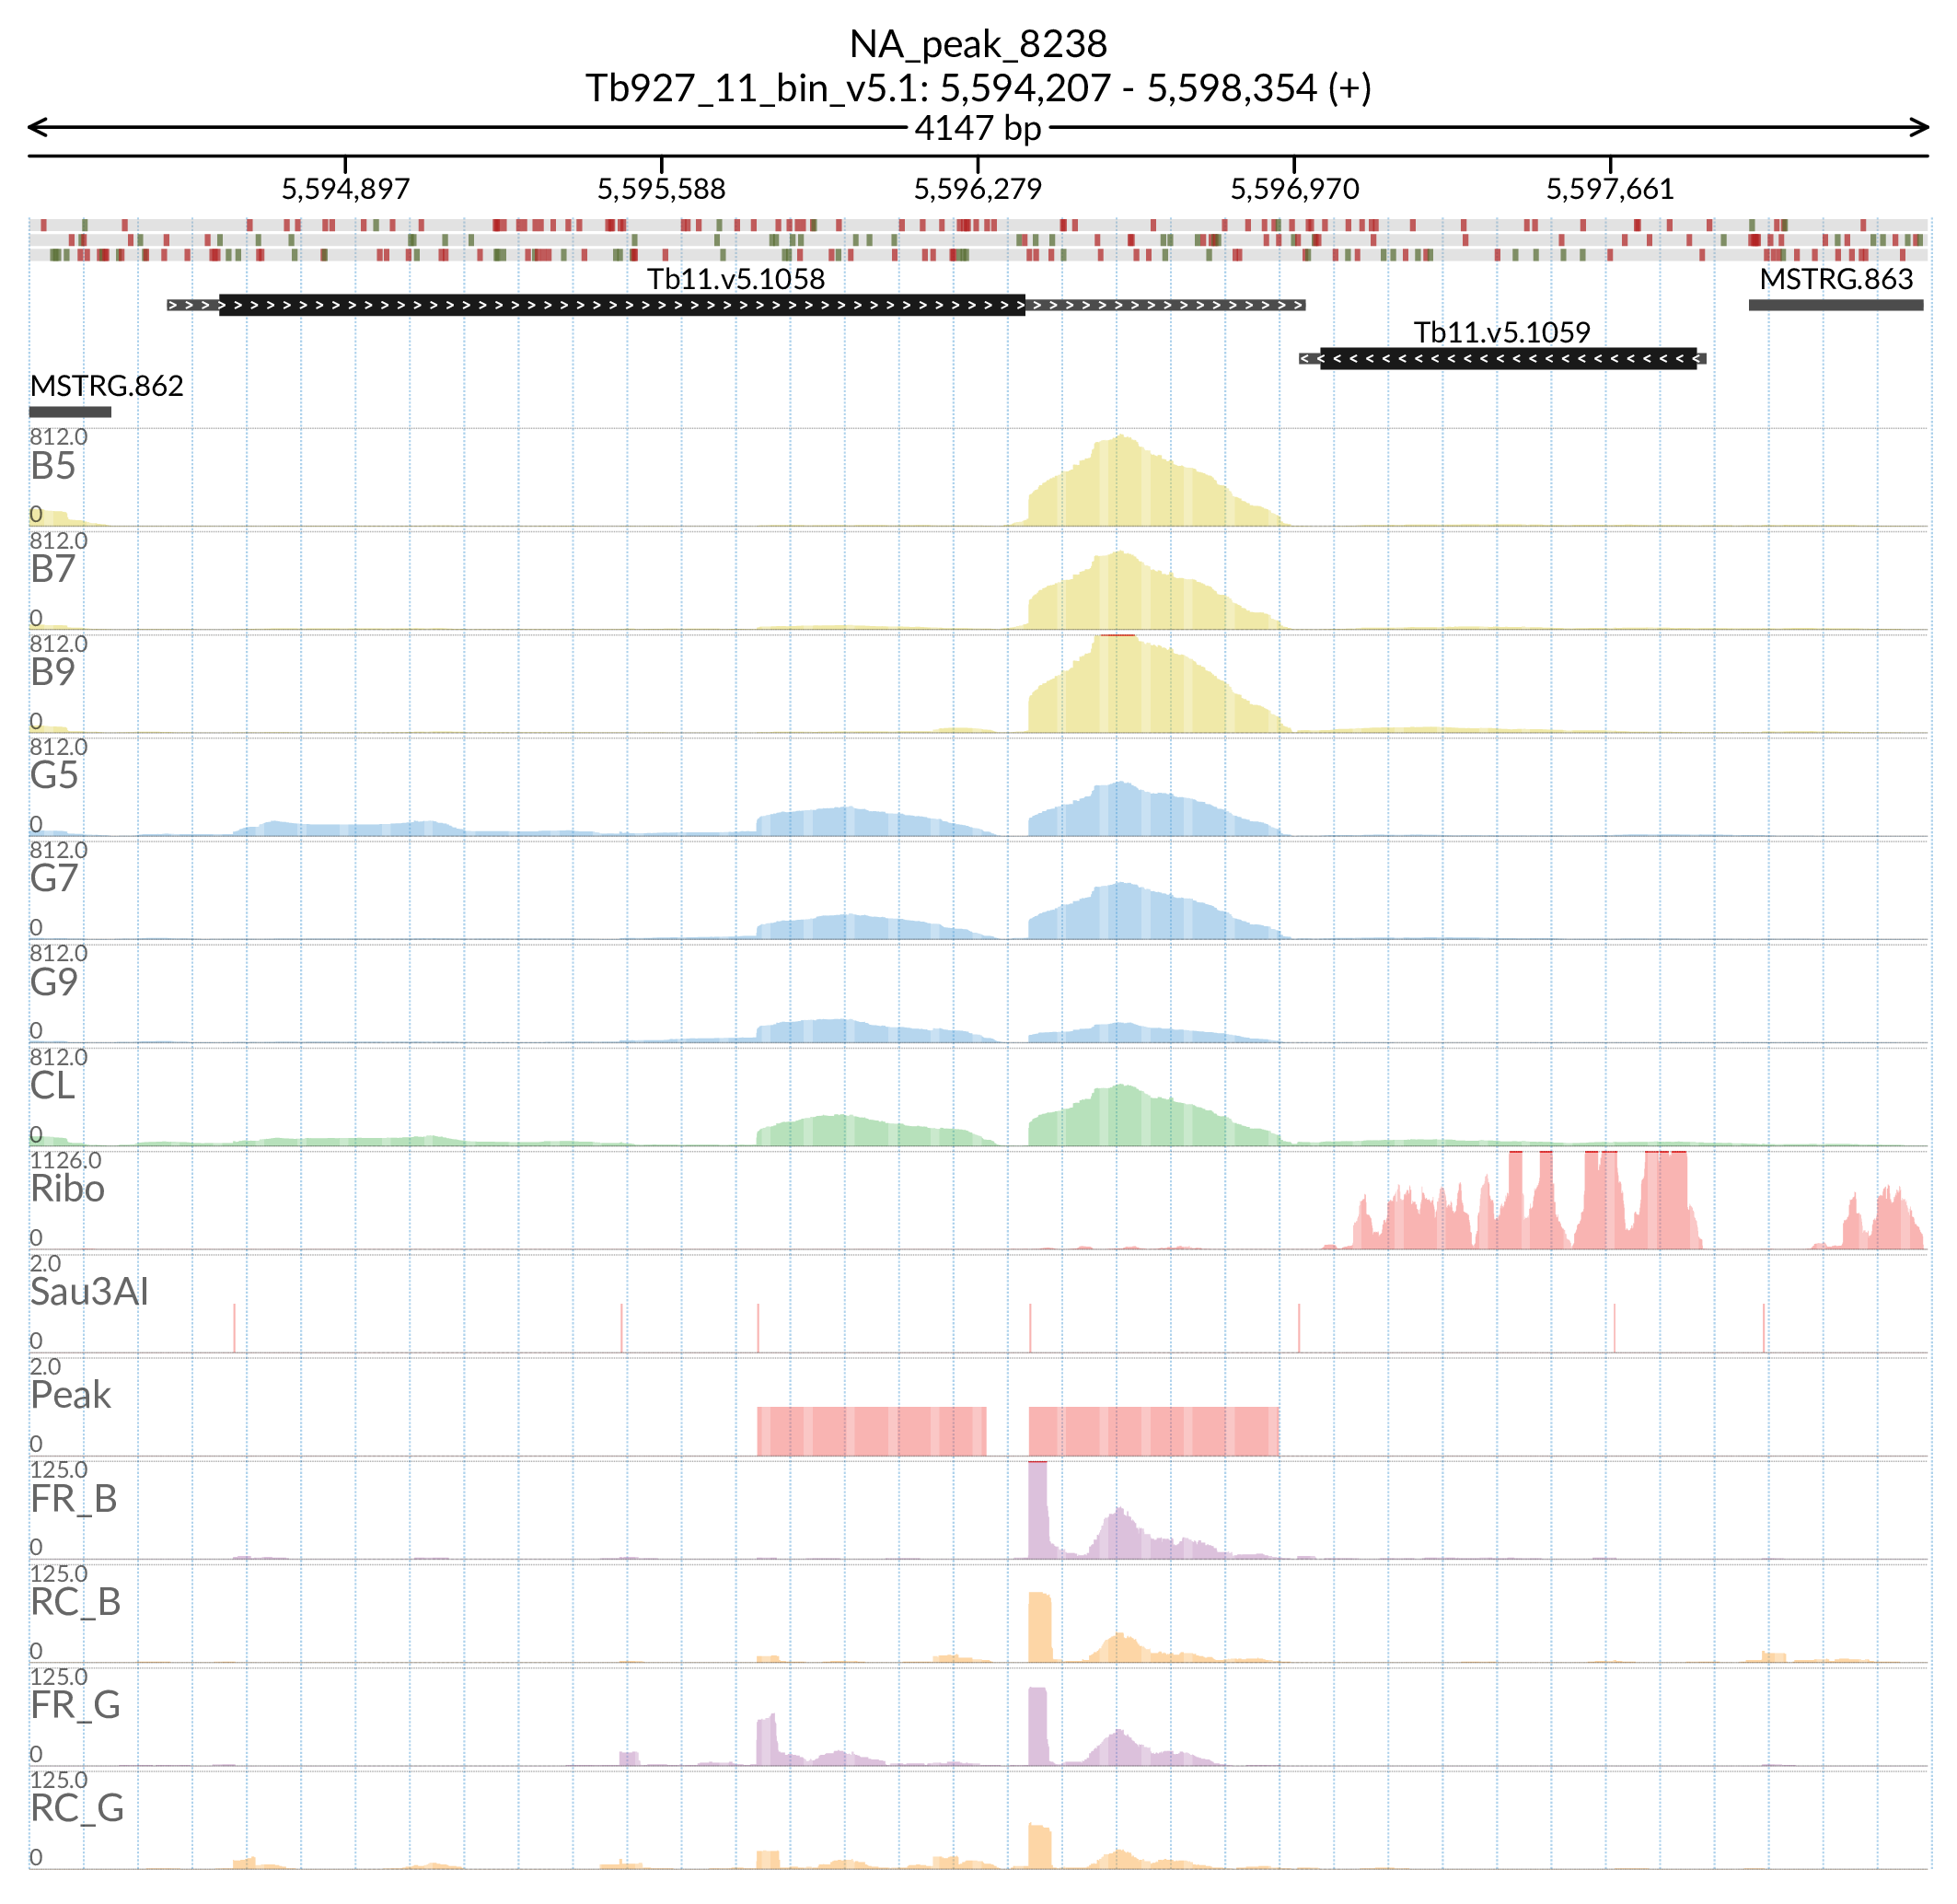 NA_peak_8238
Tb927_11_bin_v5.1: 5,594,207 - 5,598,354 (+)
4147 bp
5,594,897 5,595,588 5,596,279 5,596,970 5,597,661
Tb11.v5.1058 MSTRG.863
Tb11.v5.1059
MSTRG.862
812.0
B5
0
812.0
B7
0
812.0
B9
0
812.0
G5
0
812.0
G7
0
812.0
G9
0
812.0
CL
0
1126.0
Ribo
0
2.0
Sau3AI
0
2.0
Peak
0
125.0
FR_B
0
125.0
RC_B
0
125.0
FR_G
0
125.0
RC_G
0